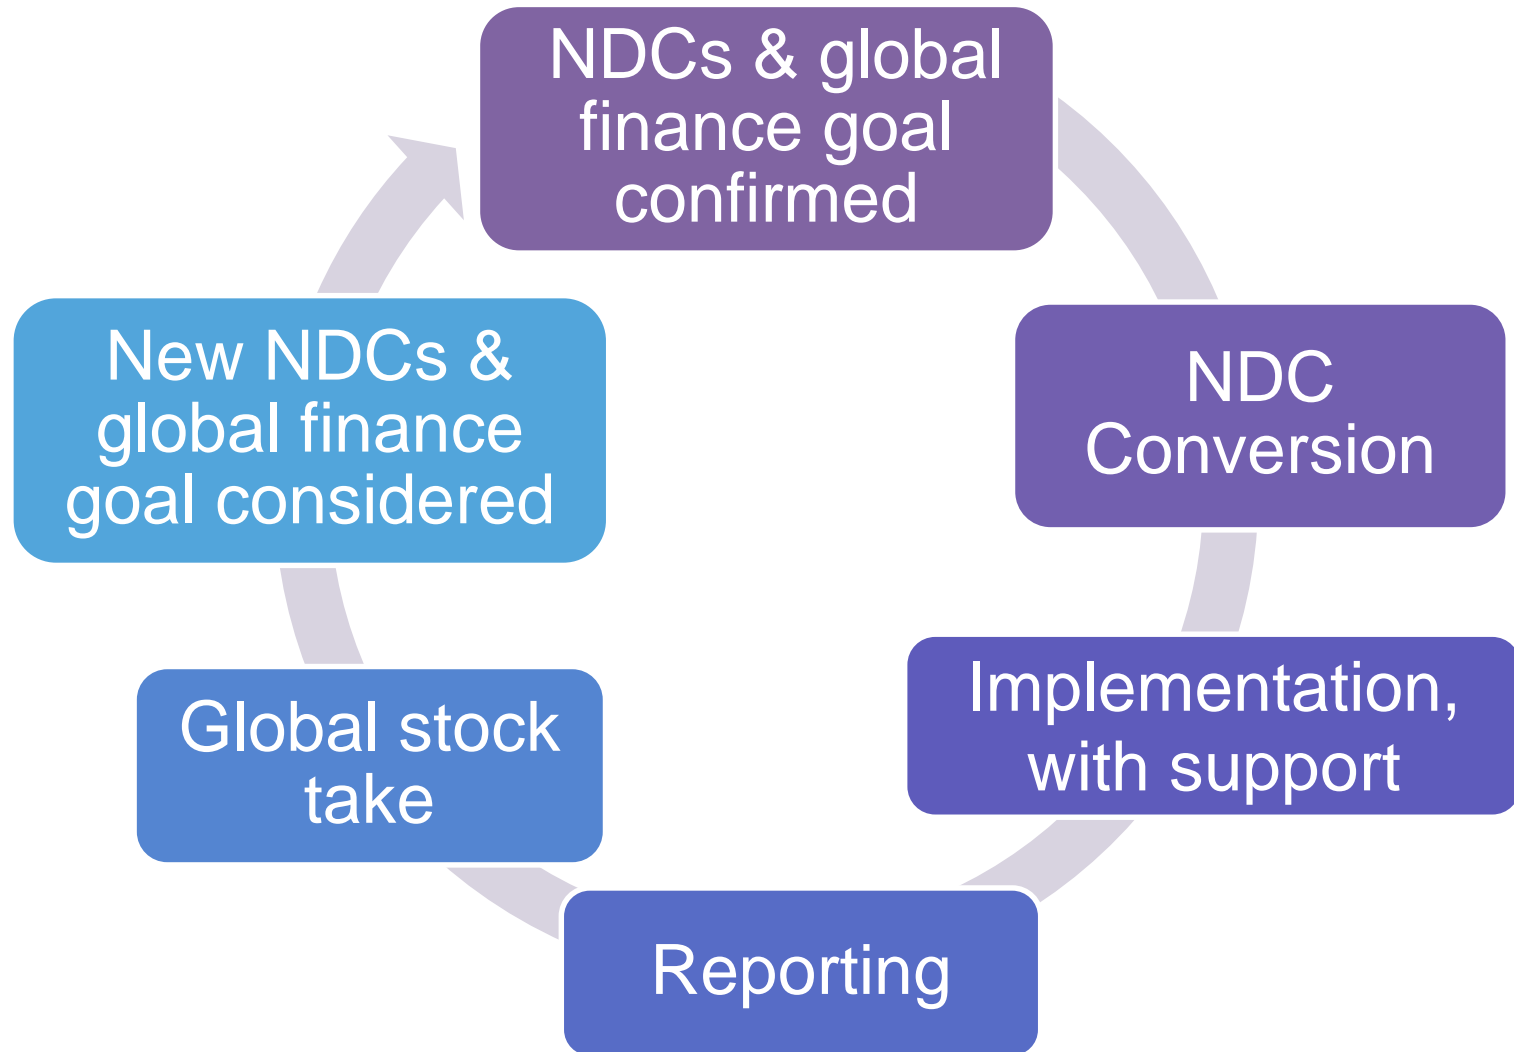 NDCs & global
finance goal
confirmed
NDC
Conversion
Implementation,
with support
Reporting
Global stock
take
New NDCs &
global finance
goal considered